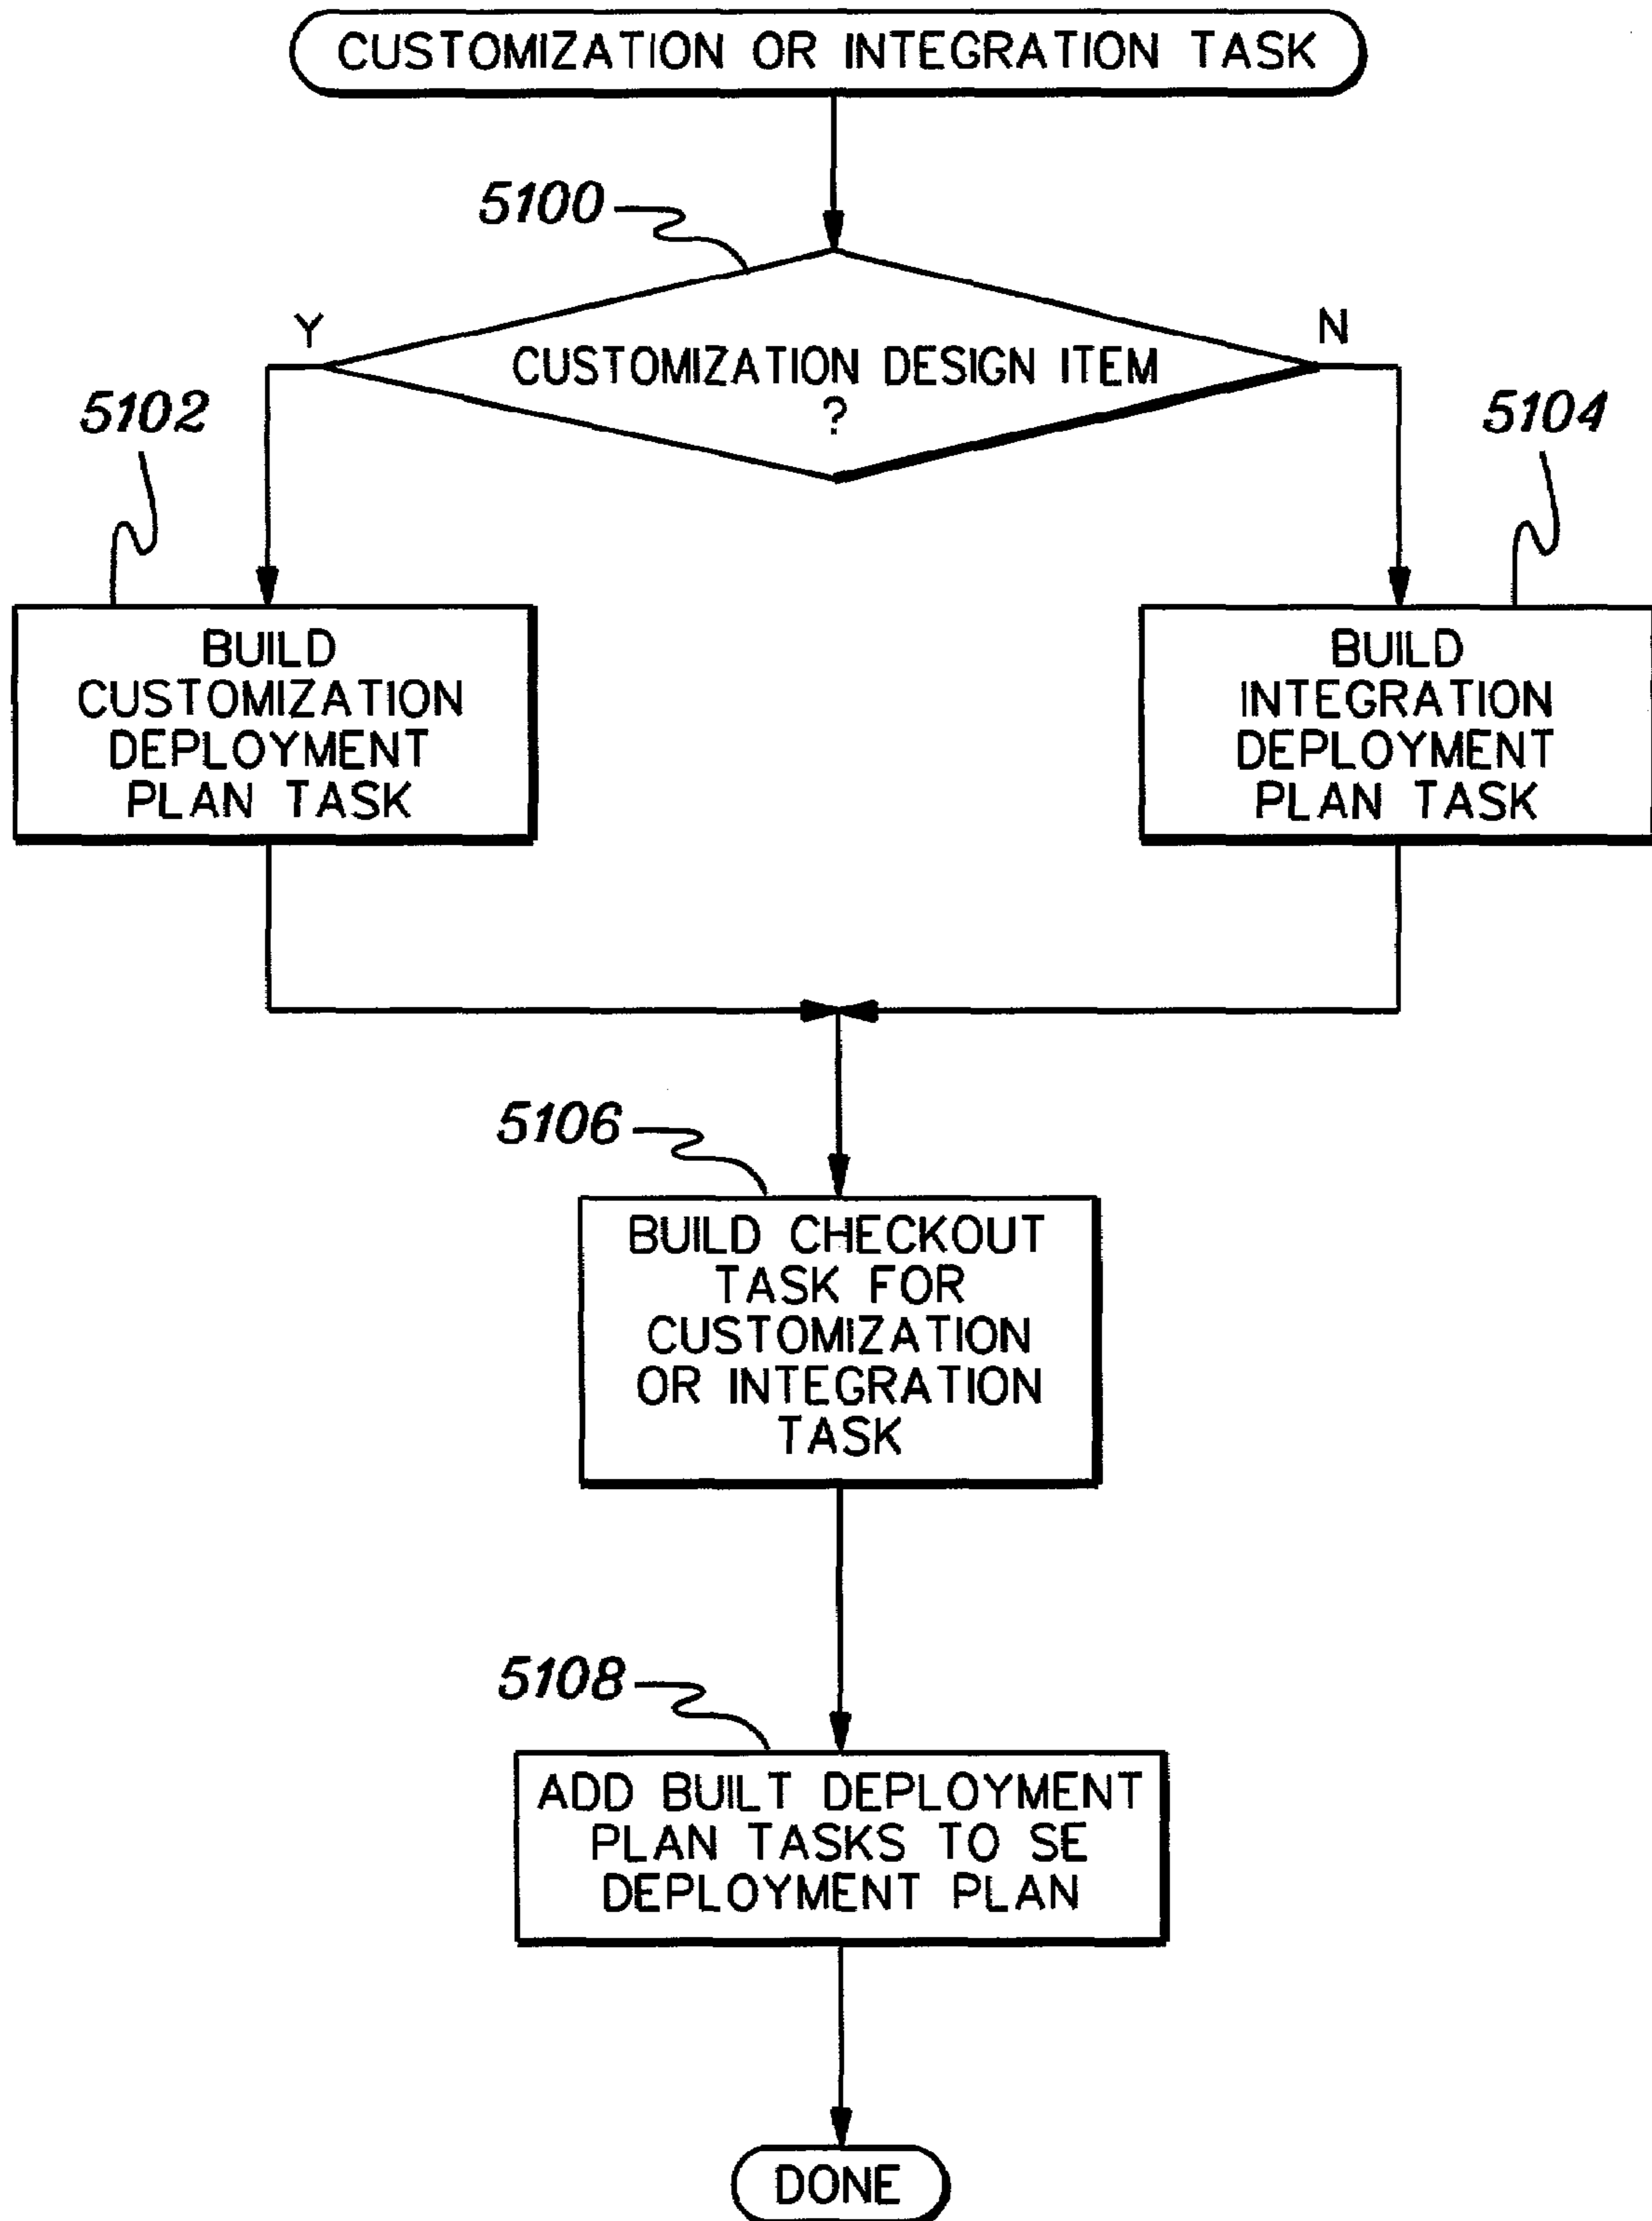 CUSTOMIZATION OR INTEGRATION TASK
5100
Y
N
CUSTOMIZATION DESIGN ITEM
?
5102
5104
BUILD
CUSTOMIZATION
DEPLOYMENT
PLAN TASK
BUILD
INTEGRATION
DEPLOYMENT
PLAN TASK
5106
BUILD CHECKOUT
TASK FOR
CUSTOMIZATION
OR INTEGRATION
TASK
5108
ADD BUILT DEPLOYMENT
PLAN TASKS TO SE
DEPLOYMENT PLAN
DONE